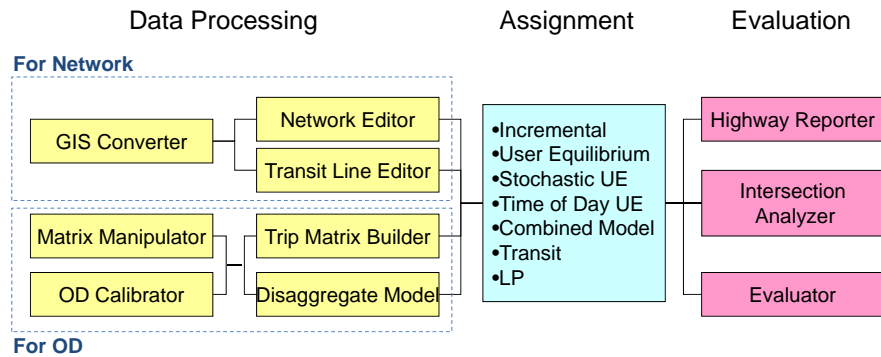 Data Processing
Assignment
Evaluation
For Network
GIS Converter
Network Editor
Transit Line Editor
Matrix Manipulator
OD Calibrator
Trip Matrix Builder
Disaggregate Model
For OD
•Incremental
•User Equilibrium
•Stochastic UE
•Time of Day UE
•Combined Model
•Transit
•LP
Highway Reporter
Intersection
Analyzer
Evaluator